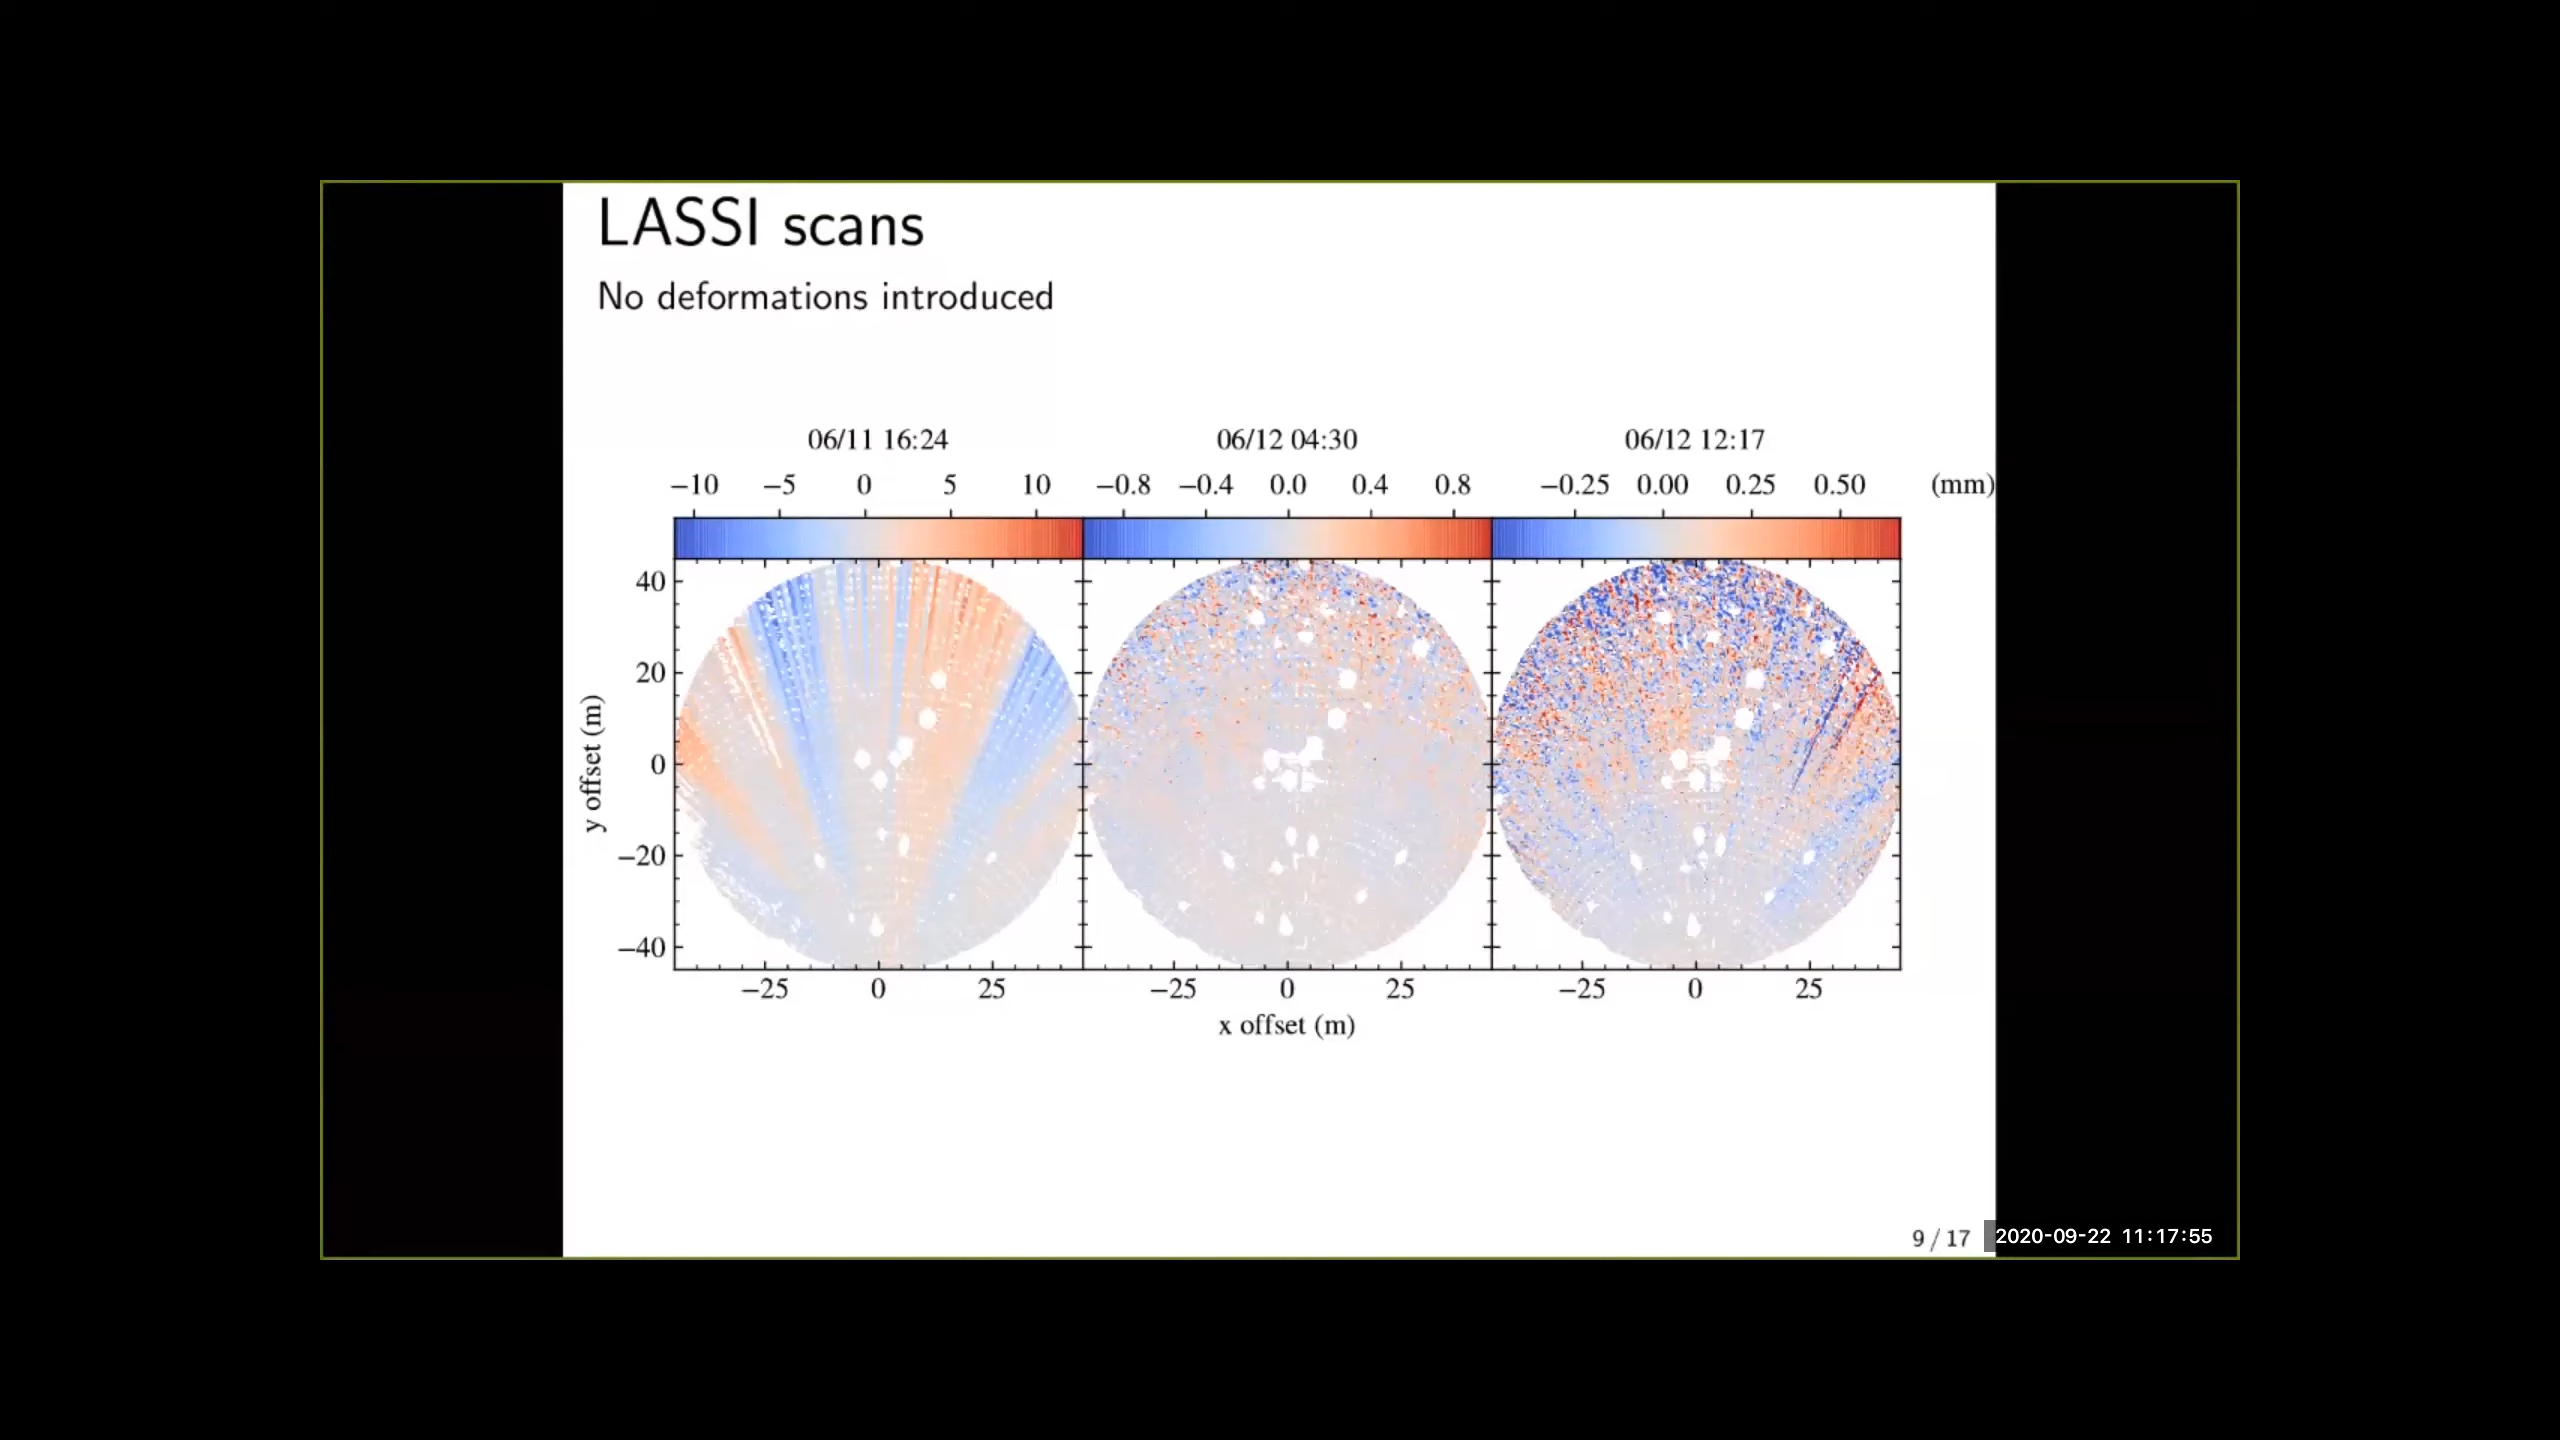 LASSI scans
No deformations introduced
06/11 16:24 06/12 04:30 06/12 12:17
−10 −5 0 5 10 −0.8 −0.4 0.0 0.4 0.8 −0.25 0.00 0.25 0.50 (mm)
40
20
0
−20
−40
y offset (m)
−25 0 25 −25 0 25 −25 0 25
x offset (m)
9 / 17
2020-09-22 11:17:55